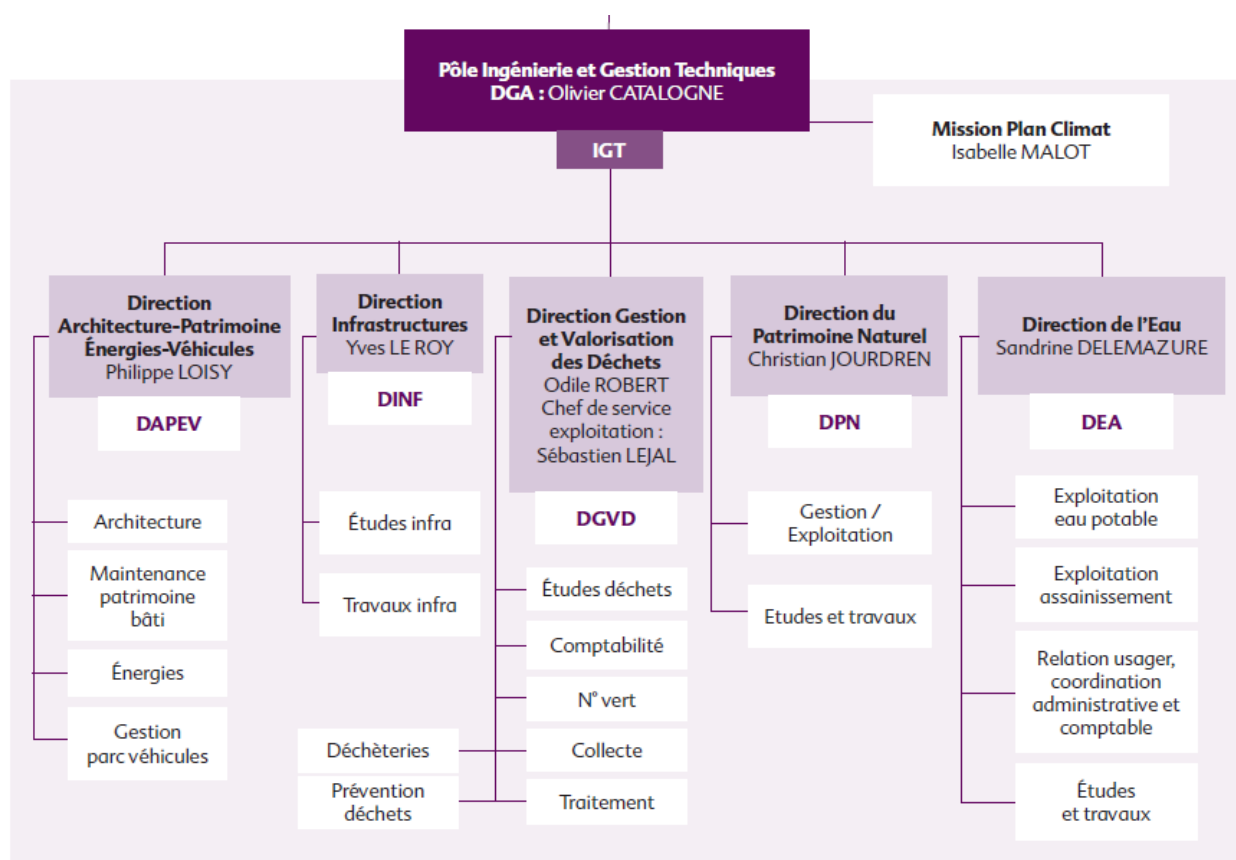 Pôle Ingénierie et Gestion Techniques
DGA : Olivier CATALOGNE
IGT
Mission Plan Climat
Isabelle MALOT
Direction
Architecture-Patrimoine
Énergies-Véhicules
Philippe LOISY
DAPEV
Architecture
Maintenance
patrimoine
bâti
Énergies
Gestion
parc véhicules
Direction
Infrastructures
Yves LE ROY
DINF
Études infra
Travaux infra
Direction Gestion
et Valorisation
des Déchets
Odile ROBERT
Chef de service
exploitation :
Sébastien LEJAL
DGVD
Études déchets
Comptabilité
N° vert
Déchèteries
Collecte
Prévention
déchets
Traitement
Direction du
Patrimoine Naturel
Christian JOURDREN
DPN
Gestion /
Exploitation
Etudes et travaux
Direction de l'Eau
Sandrine DELEMAZURE
DEA
Exploitation
eau potable
Exploitation
assainissement
Relation usager,
coordination
administrative et
comptable
Études
et travaux